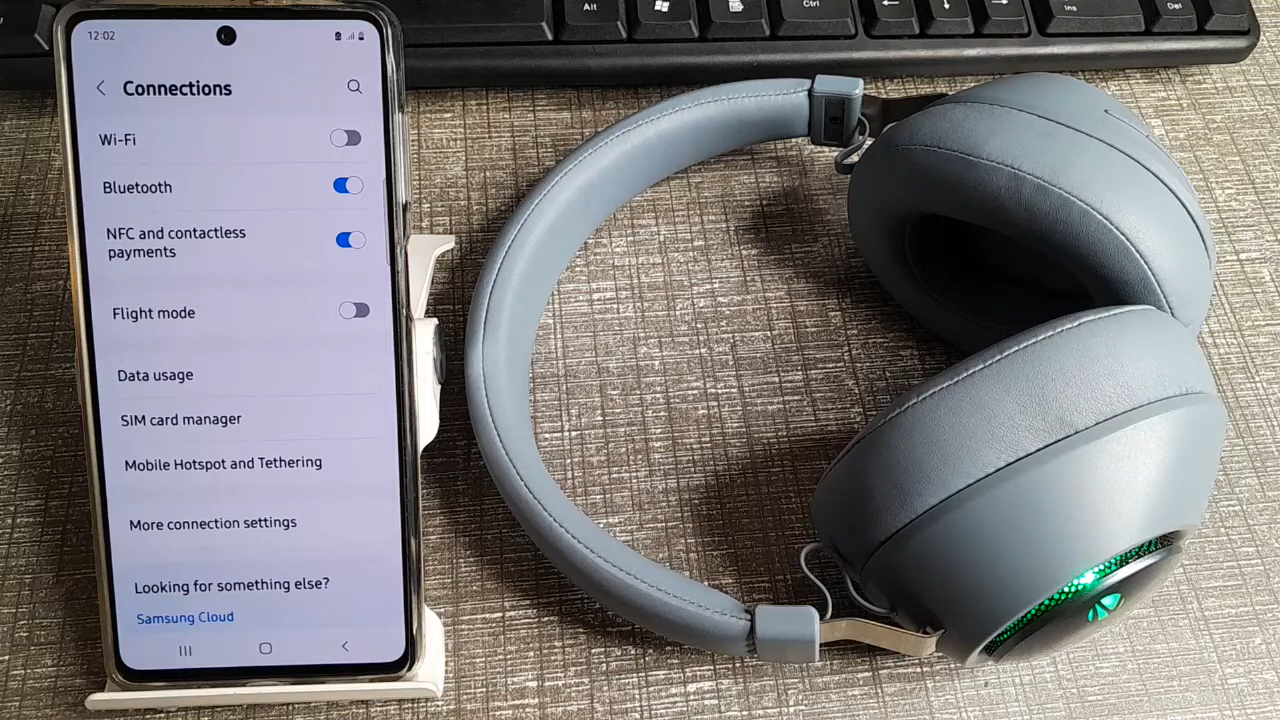 Alt
Ctrl
Ins
Del
12:02
Connections
Wi-Fi
Bluetooth
NFC and contactless
payments
Flight mode
Data usage
SIM card manager
Mobile Hotspot and Tethering
More connection settings
Looking for something else?
Samsung Cloud